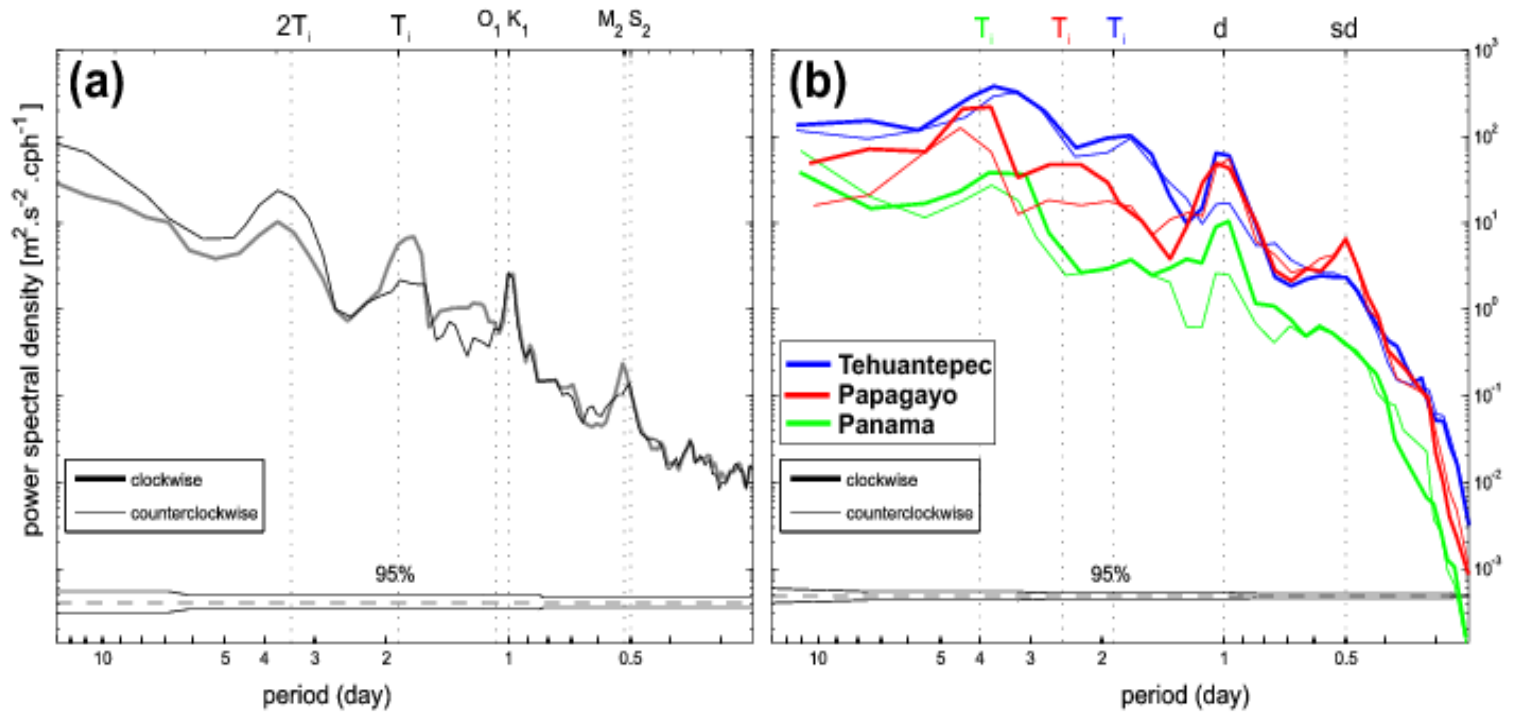 2Tᵢ Tᵢ O₁ K₁ M₂ S₂
(a)
power spectral density [m².s⁻².cph⁻¹]
clockwise
counterclockwise
95%
10 5 4 3 2 1 0.5
period (day)
Tᵢ Tᵢ Tᵢ d sd
(b)
10³
10²
10¹
10⁰
10⁻¹
10⁻²
10⁻³
Tehuantepec
Papagayo
Panama
clockwise
counterclockwise
95%
10 5 4 3 2 1 0.5
period (day)